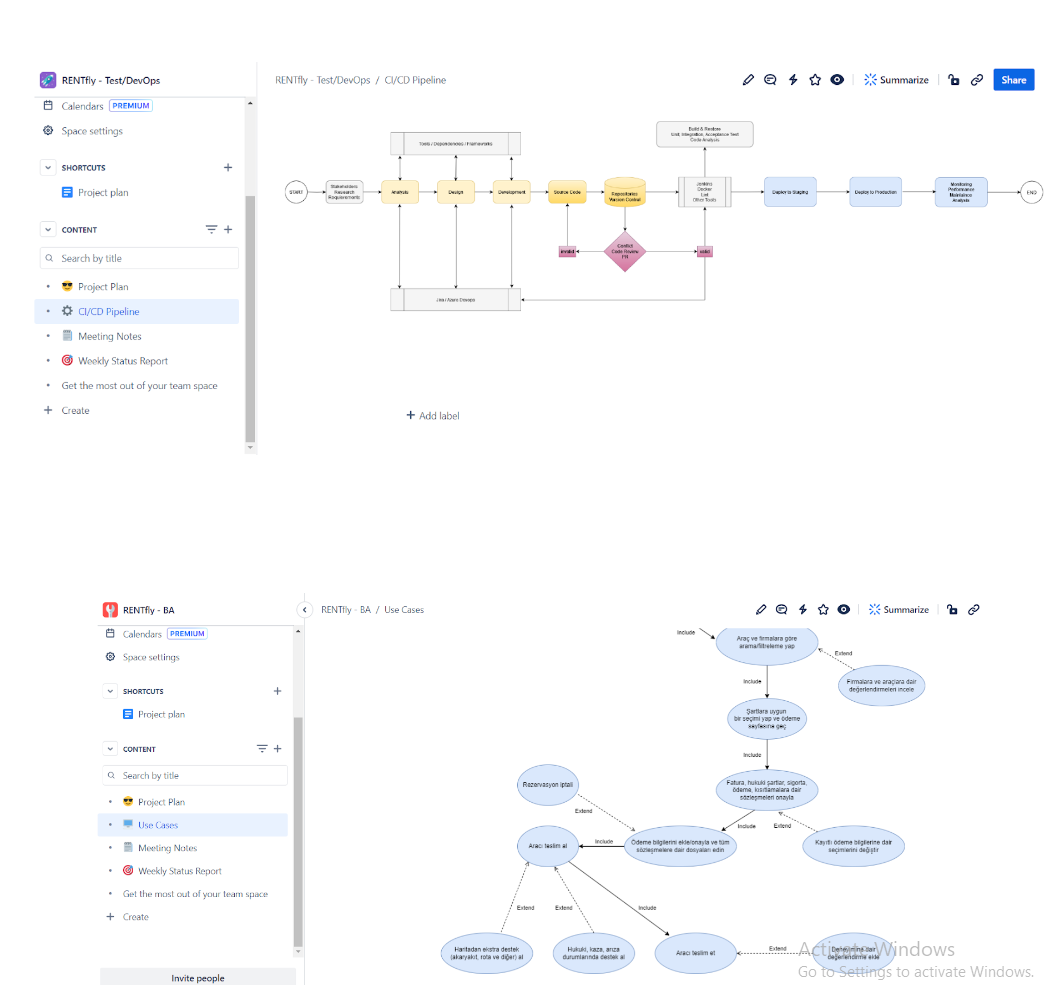 RENTfly - Test/DevOps
RENTfly - Test/DevOps / CI/CD Pipeline
Summarize
Share
Calendars PREMIUM
Space settings
SHORTCUTS
Project plan
CONTENT
Search by title
Project Plan
CI/CD Pipeline
Meeting Notes
Weekly Status Report
Get the most out of your team space
Create
Build & Restore
Unit, Integration, Acceptance Test
Code Analysis
Tools / Dependencies / Frameworks
START
Stakeholders
Research
Requirements
Analysis
Design
Development
Source Code
Repositories
Version Control
Jenkins
Docker
Other Tools
Deploy to Staging
Deploy to Production
Monitoring
Performance
Analysis
END
invalid
Conflict
Code Review
PR
valid
Jira / Azure Devops
Add label
RENTfly - BA
RENTfly - BA / Use Cases
Summarize
Calendars PREMIUM
Space settings
SHORTCUTS
Project plan
CONTENT
Search by title
Project Plan
Use Cases
Meeting Notes
Weekly Status Report
Get the most out of your team space
Create
Invite people
Include
Araç ve firmalara göre
arama/filtreleme yap
Extend
Include
Firmalara ve araçlara dair
değerlendirmeleri incele
Şartlara uygun
bir seçimi yap ve ödeme
sayfasına geç
Include
Rezervasyon iptali
Fatura, hukuki şartlar, sigorta,
ödeme, kısıtlamalara dair
sözleşmeleri onayla
Extend
Include
Extend
Aracı teslim al
Include
Ödeme bilgilerini ekle/onayla ve tüm
sözleşmelere dair dosyaları edin
Kayıtlı ödeme bilgilerine dair
seçimlerini değiştir
Extend
Extend
Include
Haritadan ekstra destek
(akaryakıt, rota ve diğer) al
Hukuki, kaza, arıza
durumlarında destek al
Aracı teslim et
Extend
Deneyimine dair
değerlendirme ekle
Activate Windows
Go to Settings to activate Windows.